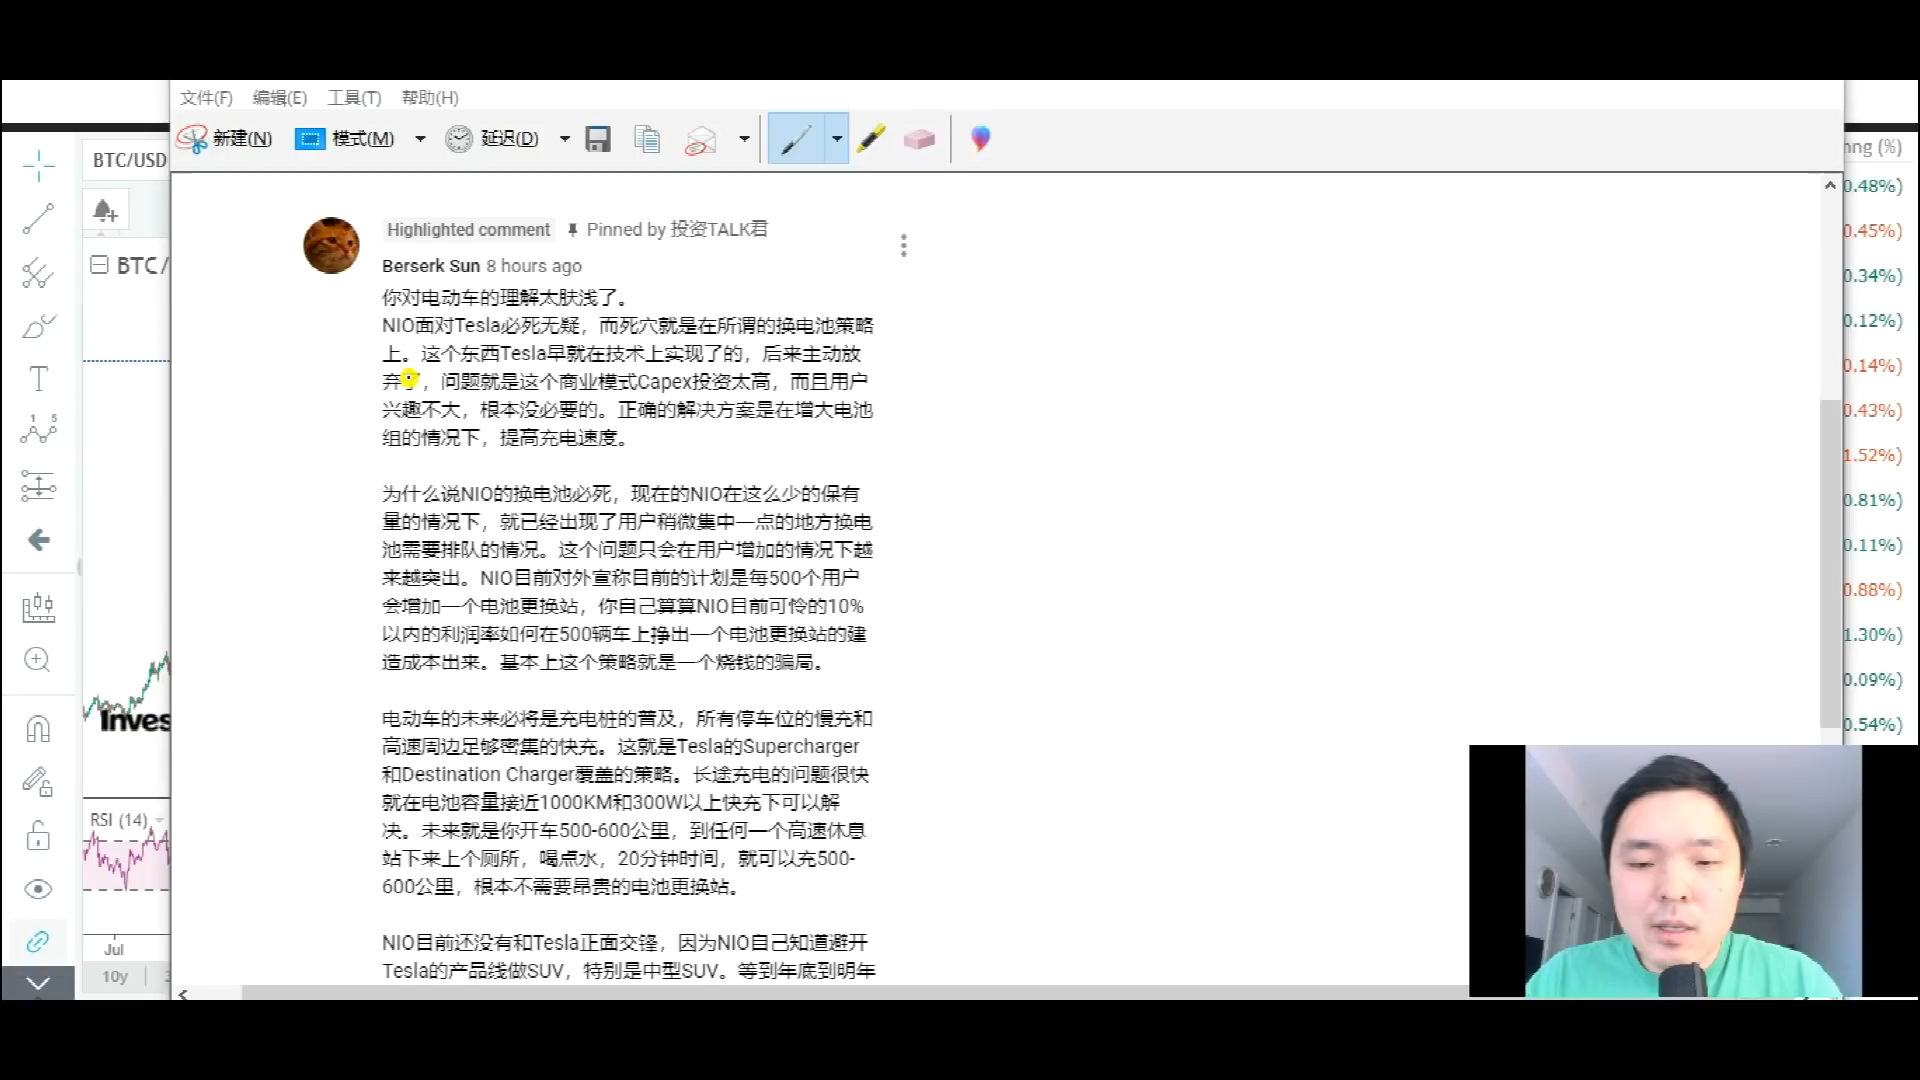 文件(F) 编辑(E) 工具(T) 帮助(H)
新建(N) 模式(M) 延迟(D)
BTC/USD
BTC/
Inves
RSI (14)
Jul
10y
Highlighted comment Pinned by 投资TALK君
Berserk Sun 8 hours ago
你对电动车的理解太肤浅了。
NIO面对Tesla必死无疑，而死穴就是在所谓的换电池策略
上。这个东西Tesla早就在技术上实现了的，后来主动放
弃了，问题就是这个商业模式Capex投资太高，而且用户
兴趣不大，根本没必要的。正确的解决方案是在增大电池
组的情况下，提高充电速度。
为什么说NIO的换电池必死，现在的NIO在这么少的保有
量的情况下，就已经出现了用户稍微集中一点的地方换电
池需要排队的情况。这个问题只会在用户增加的情况下越
来越突出。NIO目前对外宣称目前的计划是每500个用户
会增加一个电池更换站，你自己算算NIO目前可怜的10%
以内的利润率如何在500辆车上挣出一个电池更换站的建
造成本出来。基本上这个策略就是一个烧钱的骗局。
电动车的未来必将是充电桩的普及，所有停车位的慢充和
高速周边足够密集的快充。这就是Tesla的Supercharger
和Destination Charger覆盖的策略。长途充电的问题很快
就在电池容量接近1000KM和300W以上快充下可以解
决。未来就是你开车500-600公里，到任何一个高速休息
站下来上个厕所，喝点水，20分钟时间，就可以充500-
600公里，根本不需要昂贵的电池更换站。
NIO目前还没有和Tesla正面交锋，因为NIO自己知道避开
Tesla的产品线做SUV，特别是中型SUV。等到年底到明年
hng (%)
0.48%)
0.45%)
0.34%)
0.12%)
0.14%)
0.43%)
1.52%)
0.81%)
0.11%)
0.88%)
1.30%)
0.09%)
0.54%)